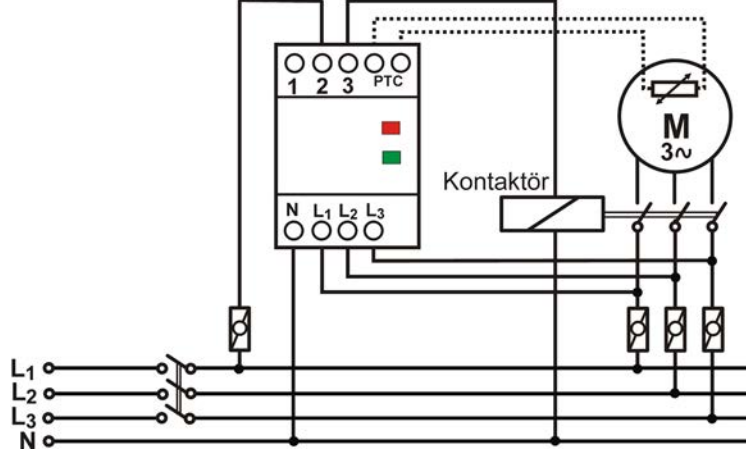 1 2 3 PTC
M
3∿
Kontaktör
N L1 L2 L3
L1
L2
L3
N